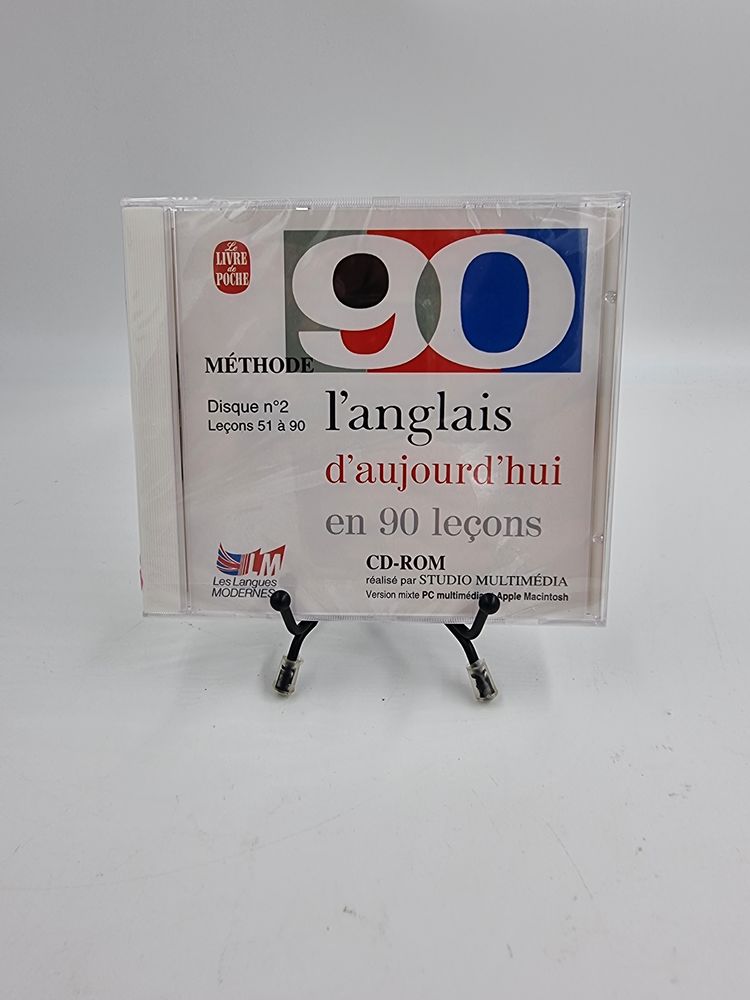 Le
LIVRE
de
POCHE
90
MÉTHODE
Disque n°2
Leçons 51 à 90
l'anglais
d'aujourd'hui
en 90 leçons
LM
Les Langues
MODERNES
CD-ROM
réalisé par STUDIO MULTIMÉDIA
Version mixte PC multimédia Apple Macintosh